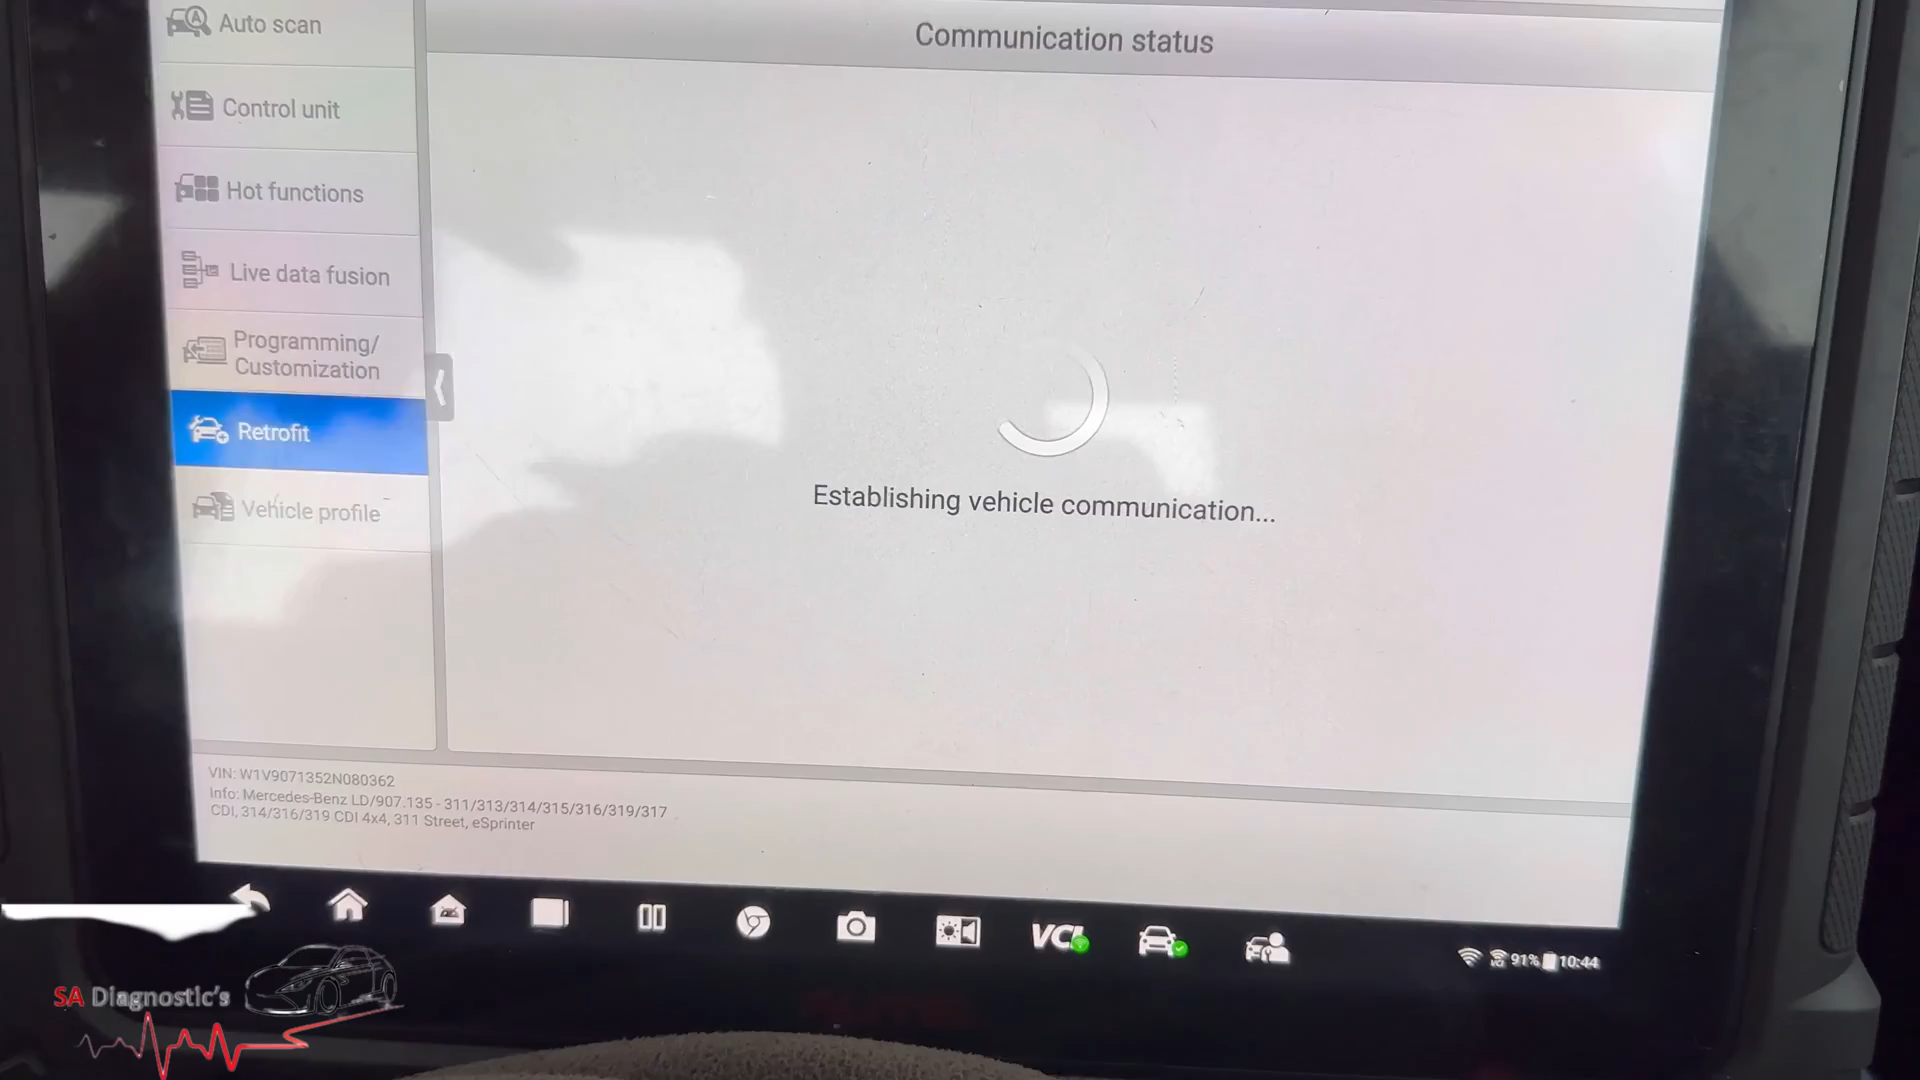 Auto scan
Communication status
Control unit
Hot functions
Live data fusion
Programming/
Customization
Retrofit
Vehicle profile
Establishing vehicle communication...
VIN: W1V9071352N080362
Info: Mercedes-Benz LD/907.135 - 311/313/314/315/316/319/317
CDI, 314/316/319 CDI 4x4, 311 Street, eSprinter
VCI
91% 10:44
SA Diagnostic's